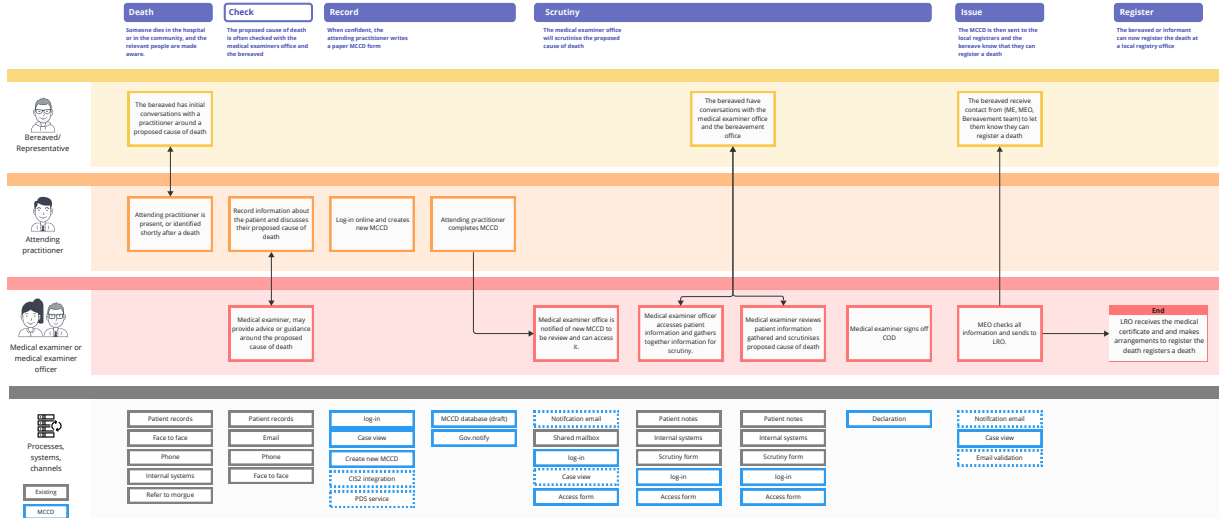 Death
Check
Record
Scrutiny
Issue
Register
Someone dies in the hospital
or in the community, and the
relevant people are made
aware.
The proposed cause of death
is often checked with the
medical examiners office and
the bereaved
When confident, the
attending practitioner writes
a paper MCCD form
The medical examiner office
will scrutinise the proposed
cause of death
The MCCD is then sent to the
local registrars and the
bereave know that they can
register a death
The bereaved or informant
can now register the death at
a local registry office
Bereaved/
Representative
The bereaved has initial
conversations with a
practitioner around a
proposed cause of death
The bereaved have
conversations with the
medical examiner office
and the bereavement
office
The bereaved receive
contact from (ME, MEO,
Bereavement team) to let
them know they can
register a death
Attending
practitioner
Attending practitioner is
present, or identified
shortly after a death
Record information about
the patient and discusses
their proposed cause of
death
Log-in online and creates
new MCCD
Attending practitioner
completes MCCD
Medical examiner or
medical examiner
officer
Medical examiner, may
provide advice or guidance
around the proposed
cause of death
Medical examiner office is
notified of new MCCD to
be review and can access
it.
Medical examiner officer
accesses patient
information and gathers
together information for
scrutiny.
Medical examiner reviews
patient information
gathered and scrutinises
proposed cause of death
Medical examiner signs off
COD
MEO checks all
information and sends to
LRO.
End
LRO receives the medical
certificate and and makes
arrangements to register the
death registers a death
Processes,
systems,
channels
Existing
MCCD
Patient records
Face to face
Phone
Internal systems
Refer to morgue
Patient records
Email
Phone
Face to face
log-in
Case view
Create new MCCD
CIS2 integration
PDS service
MCCD database (draft)
Gov.notify
Notifcation email
Shared mailbox
log-in
Case view
Access form
Patient notes
Internal systems
Scrutiny form
log-in
Access form
Patient notes
Internal systems
Scrutiny form
log-in
Access form
Declaration
Notifcation email
Case view
Email validation